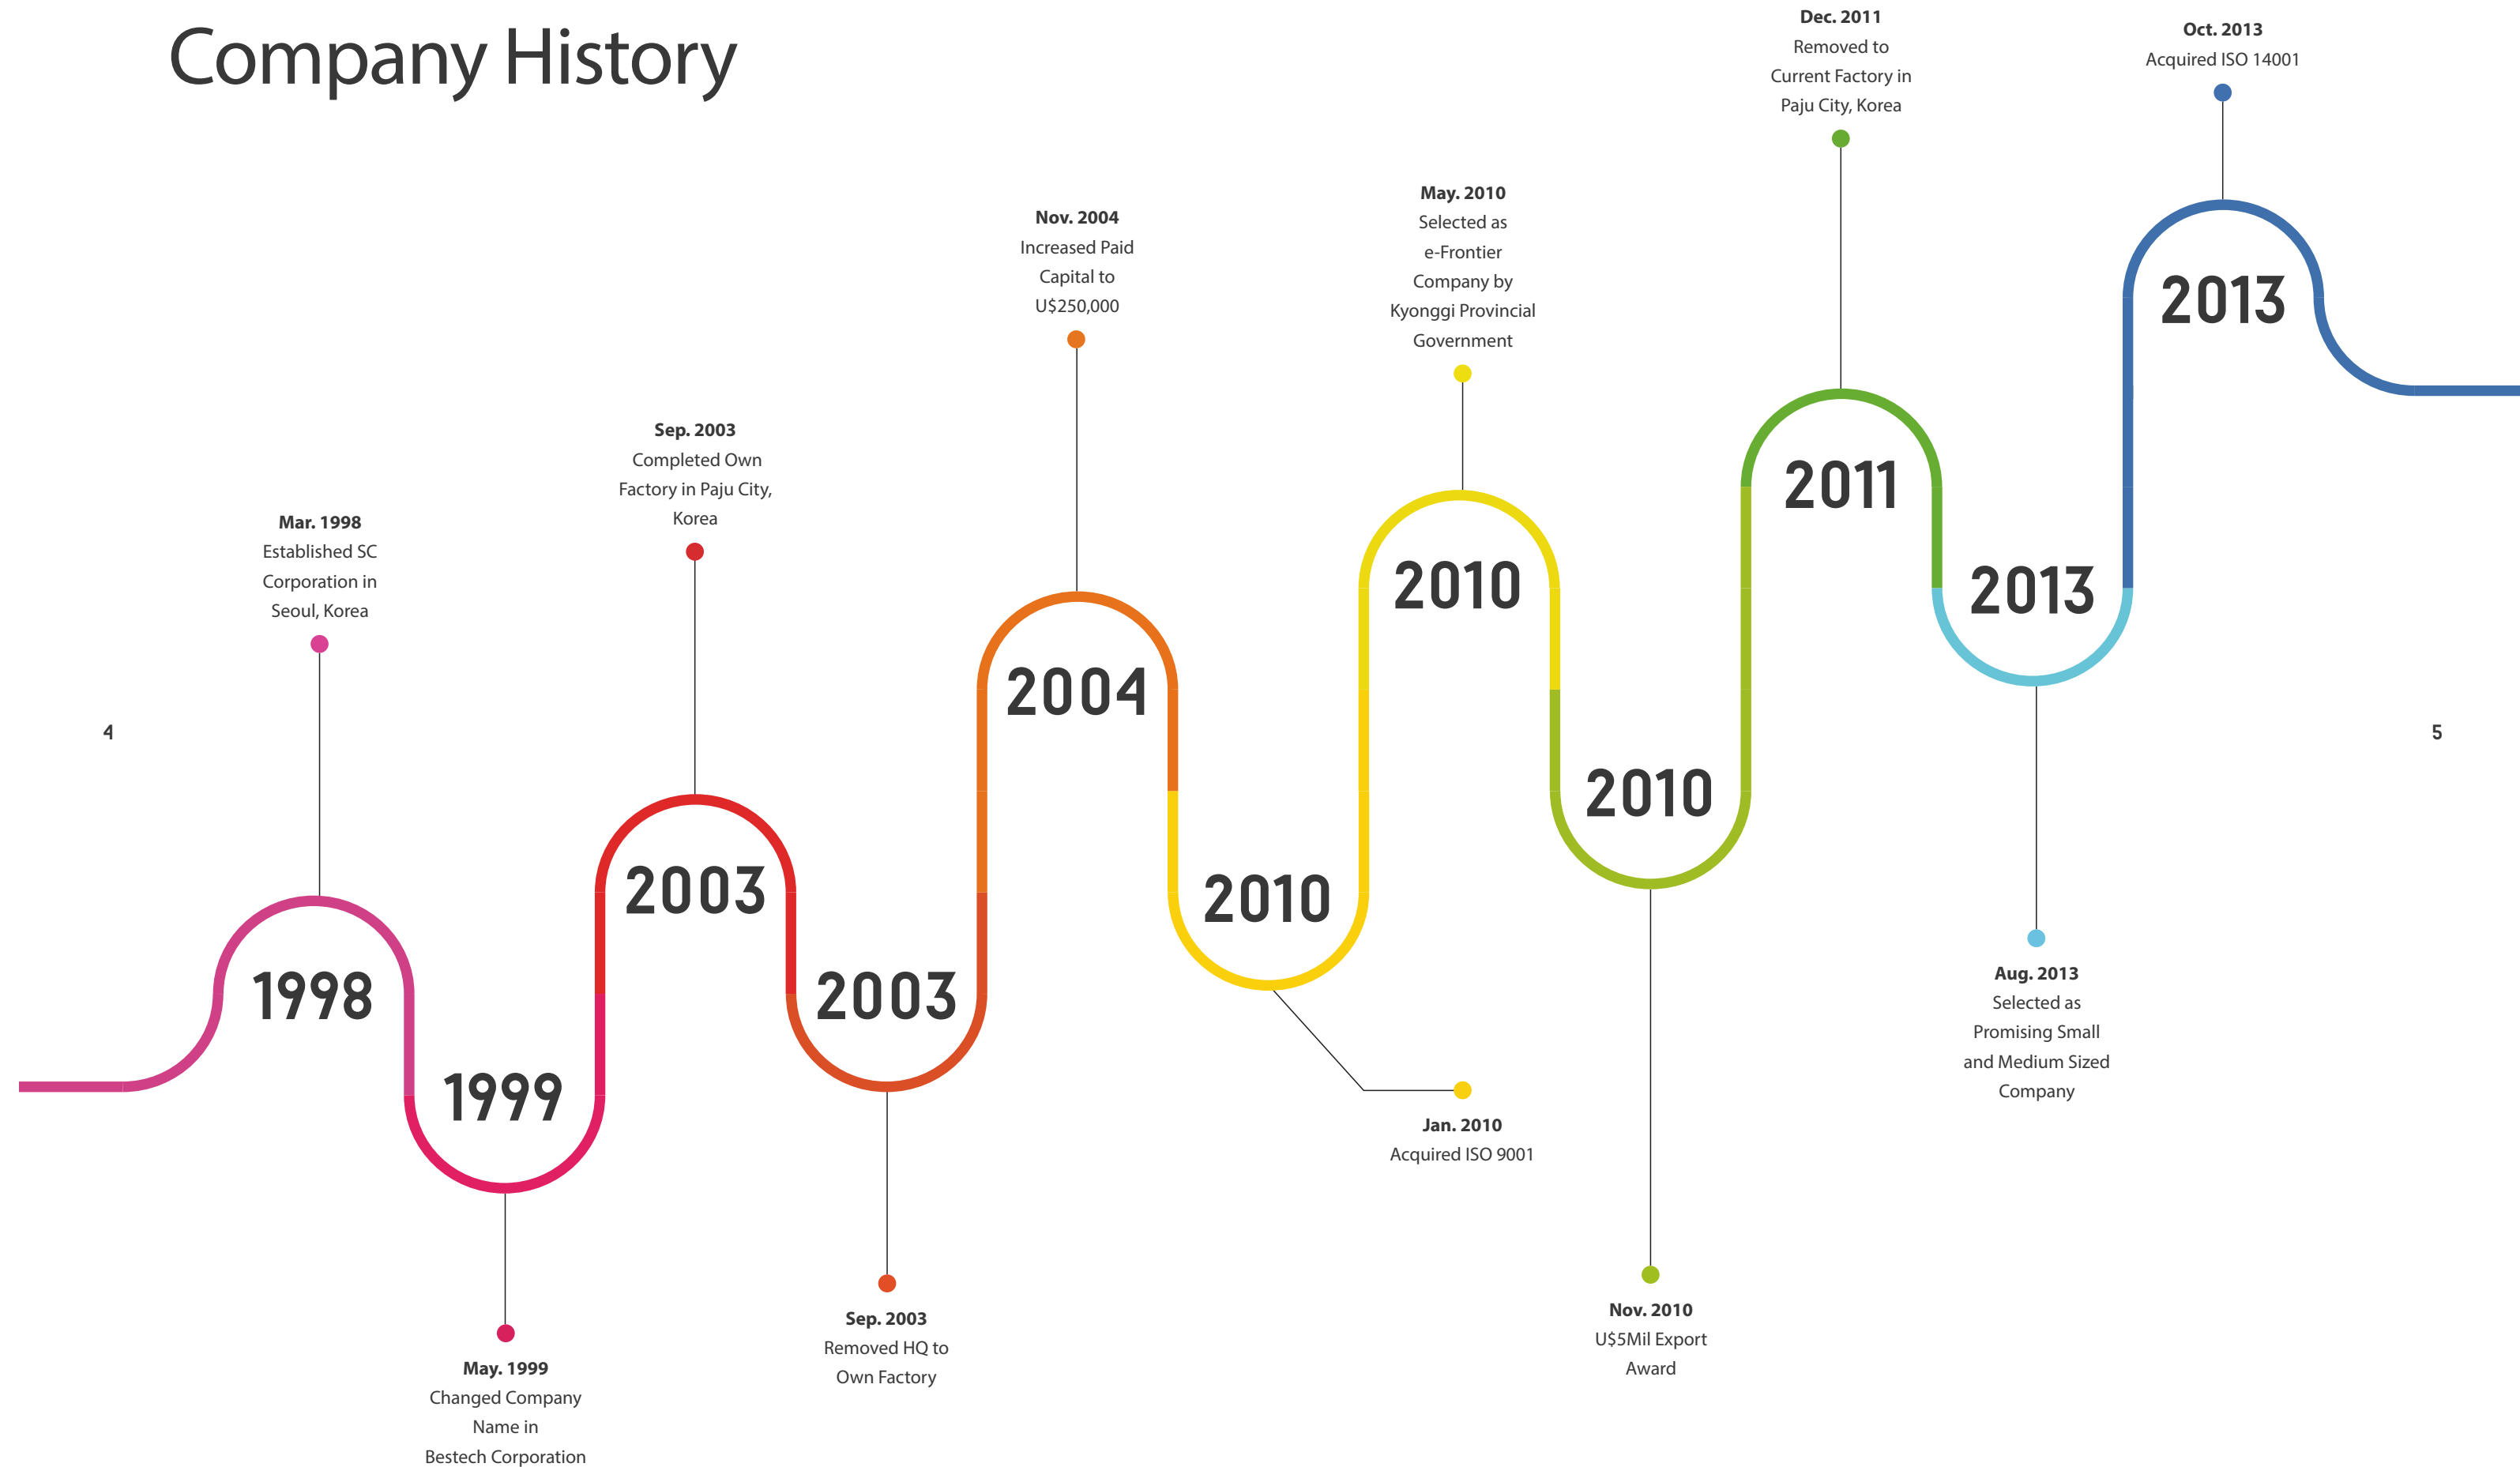 Company History
Mar. 1998
Established SC
Corporation in
Seoul, Korea
1998
1999
May. 1999
Changed Company
Name in
Bestech Corporation
Sep. 2003
Completed Own
Factory in Paju City,
Korea
2003
2003
Sep. 2003
Removed HQ to
Own Factory
Nov. 2004
Increased Paid
Capital to
U$250,000
2004
2010
Jan. 2010
Acquired ISO 9001
May. 2010
Selected as
e-Frontier
Company by
Kyonggi Provincial
Government
2010
2010
Nov. 2010
U$5Mil Export
Award
Dec. 2011
Removed to
Current Factory in
Paju City, Korea
2011
2013
Aug. 2013
Selected as
Promising Small
and Medium Sized
Company
Oct. 2013
Acquired ISO 14001
2013
4
5